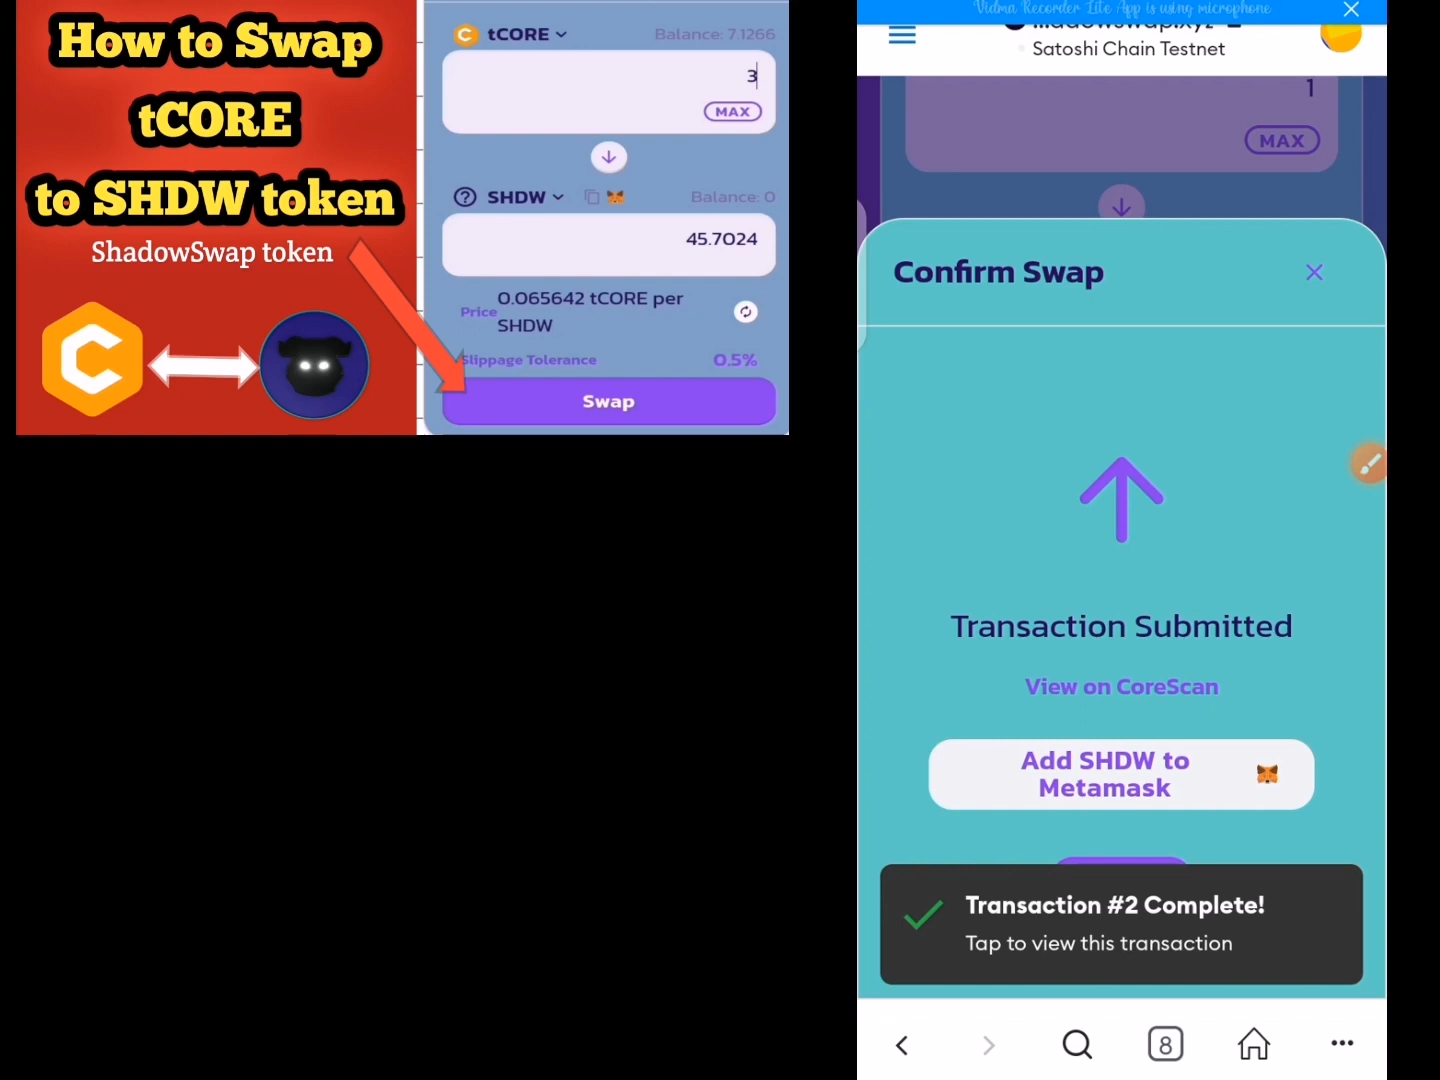 How to Swap
tCORE
to SHDW token
ShadowSwap token
tCORE
Balance: 7.1266
3
MAX
SHDW
Balance: 0
45.7024
Price
0.065642 tCORE per
SHDW
Slippage Tolerance
0.5%
Swap
Vidma Recorder Lite App is using microphone
Satoshi Chain Testnet
1
MAX
Confirm Swap
Transaction Submitted
View on CoreScan
Add SHDW to
Metamask
Transaction #2 Complete!
Tap to view this transaction
8